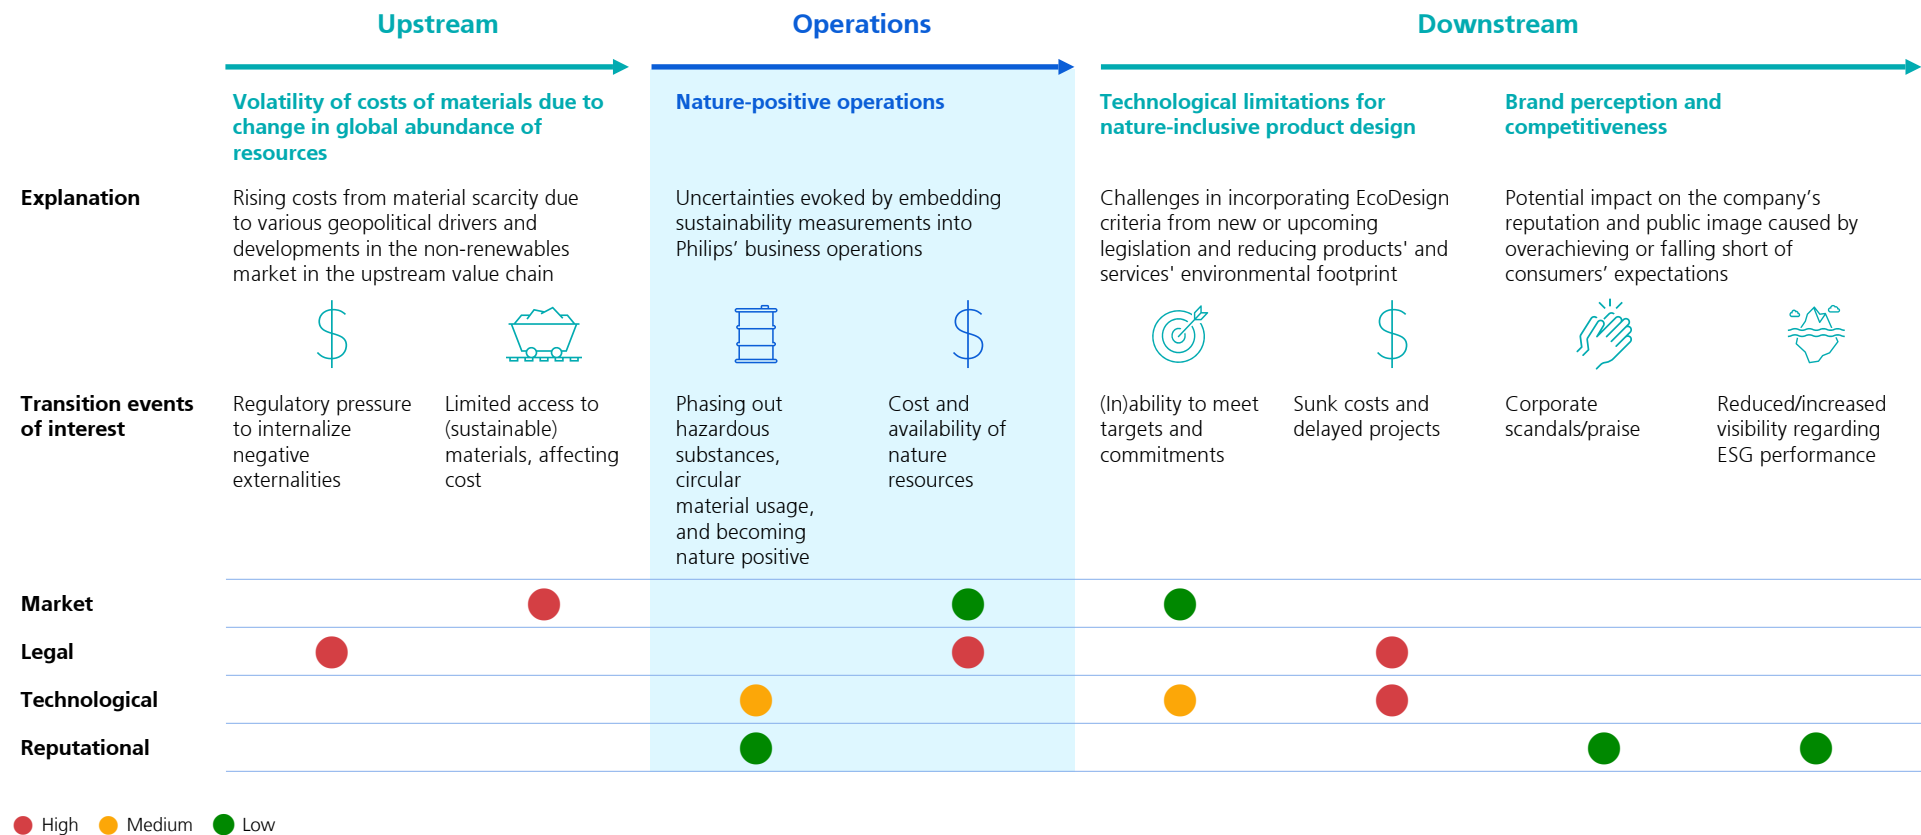 Upstream
Operations
Downstream
Volatility of costs of materials due to
change in global abundance of
resources
Nature-positive operations
Technological limitations for
nature-inclusive product design
Brand perception and
competitiveness
Explanation
Rising costs from material scarcity due
to various geopolitical drivers and
developments in the non-renewables
market in the upstream value chain
Uncertainties evoked by embedding
sustainability measurements into
Philips’ business operations
Challenges in incorporating EcoDesign
criteria from new or upcoming
legislation and reducing products' and
services' environmental footprint
Potential impact on the company’s
reputation and public image caused by
overachieving or falling short of
consumers’ expectations
Transition events
of interest
Regulatory pressure
to internalize
negative
externalities
Limited access to
(sustainable)
materials, affecting
cost
Phasing out
hazardous
substances,
circular
material usage,
and becoming
nature positive
Cost and
availability of
nature
resources
(In)ability to meet
targets and
commitments
Sunk costs and
delayed projects
Corporate
scandals/praise
Reduced/increased
visibility regarding
ESG performance
Market
Legal
Technological
Reputational
High
Medium
Low